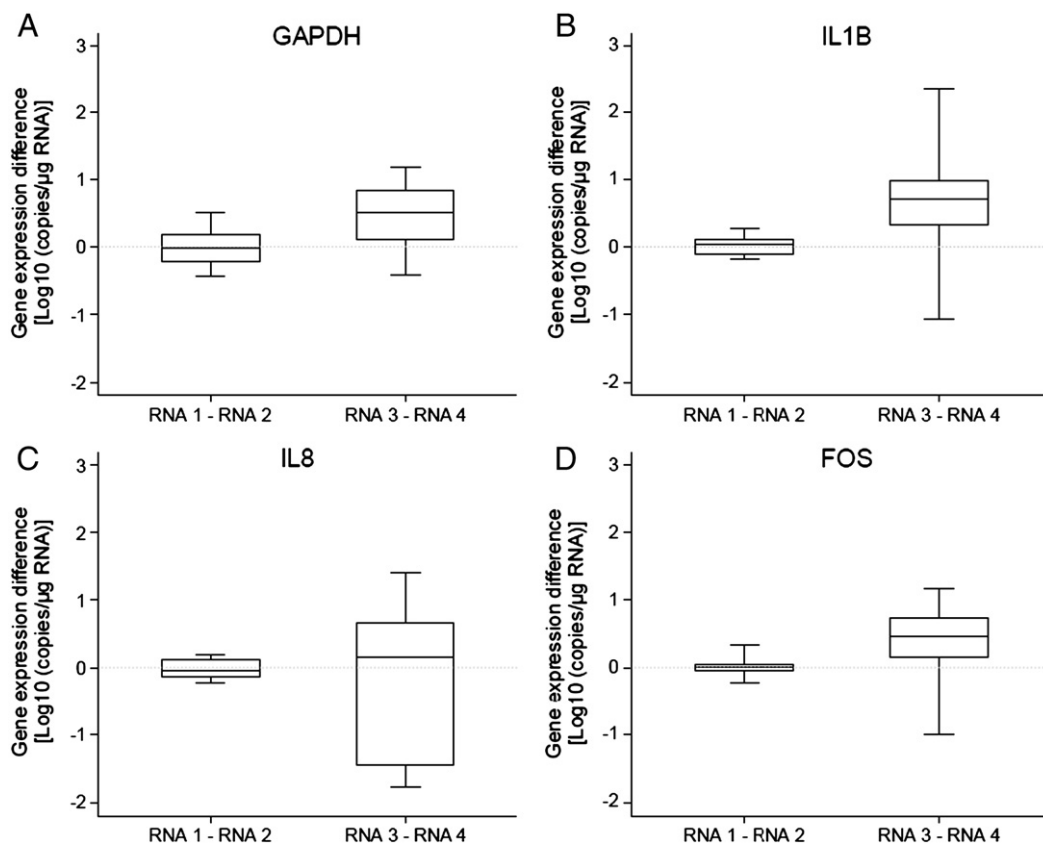 A
GAPDH
Gene expression difference
[Log10 (copies/µg RNA)]
3
2
1
0
-1
-2
RNA 1 - RNA 2
RNA 3 - RNA 4
B
IL1B
Gene expression difference
[Log10 (copies/µg RNA)]
3
2
1
0
-1
-2
RNA 1 - RNA 2
RNA 3 - RNA 4
C
IL8
Gene expression difference
[Log10 (copies/µg RNA)]
3
2
1
0
-1
-2
RNA 1 - RNA 2
RNA 3 - RNA 4
D
FOS
Gene expression difference
[Log10 (copies/µg RNA)]
3
2
1
0
-1
-2
RNA 1 - RNA 2
RNA 3 - RNA 4